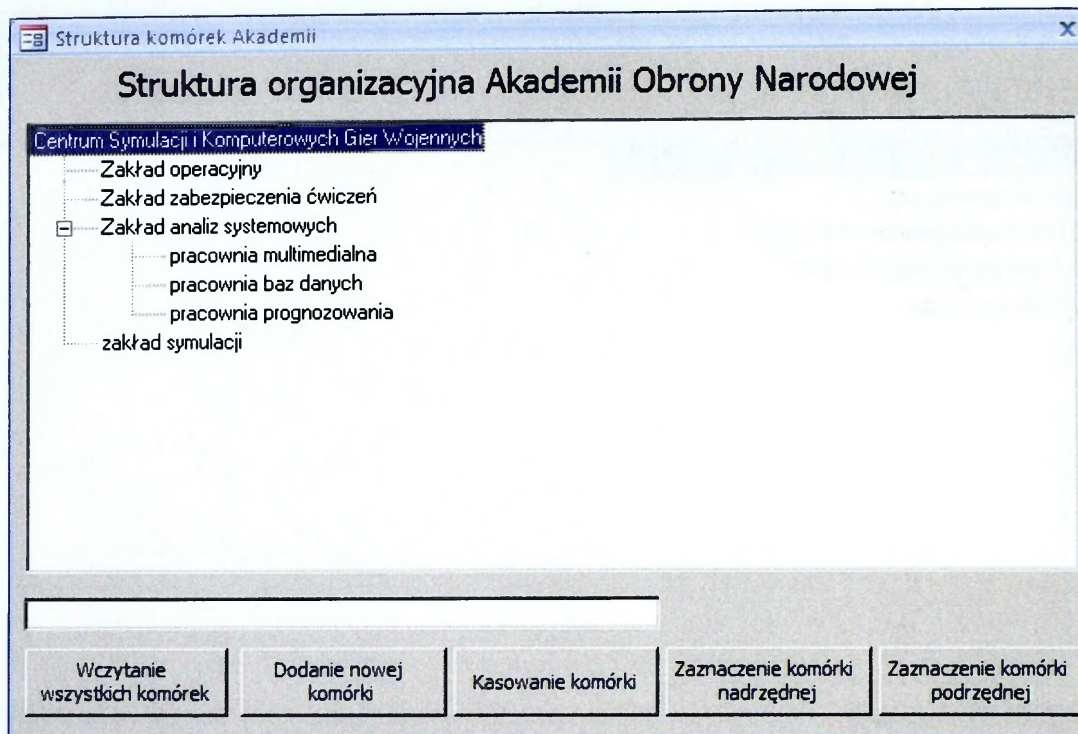 Struktura komórek Akademii
Struktura organizacyjna Akademii Obrony Narodowej
Centrum Symulacji i Komputerowych Gier Wojennych
Zakład operacyjny
Zakład zabezpieczenia ćwiczeń
Zakład analiz systemowych
pracownia multimedialna
pracownia baz danych
pracownia prognozowania
zakład symulacji
Wczytanie
wszystkich komórek
Dodanie nowej
komórki
Kasowanie komórki
Zaznaczenie komórki
nadrzędnej
Zaznaczenie komórki
podrzędnej